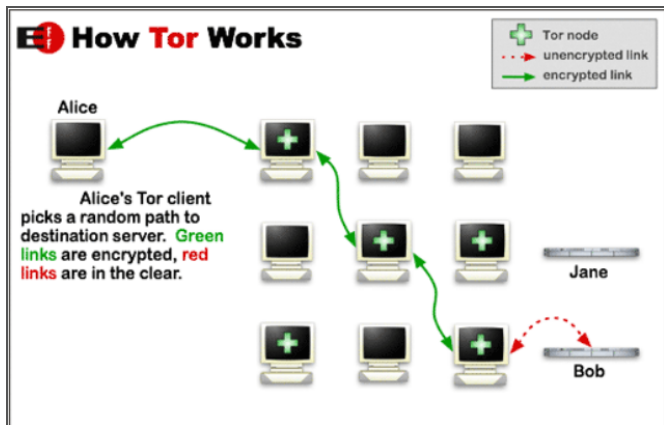 EFF How Tor Works
Tor node
unencrypted link
encrypted link
Alice
Alice's Tor client
picks a random path to
destination server. Green
links are encrypted, red
links are in the clear.
Jane
Bob